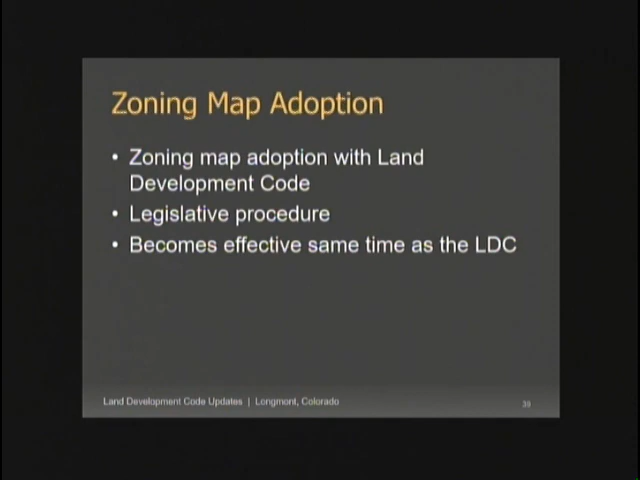 Zoning Map Adoption
• Zoning map adoption with Land
Development Code
• Legislative procedure
• Becomes effective same time as the LDC
Land Development Code Updates | Longmont, Colorado
39